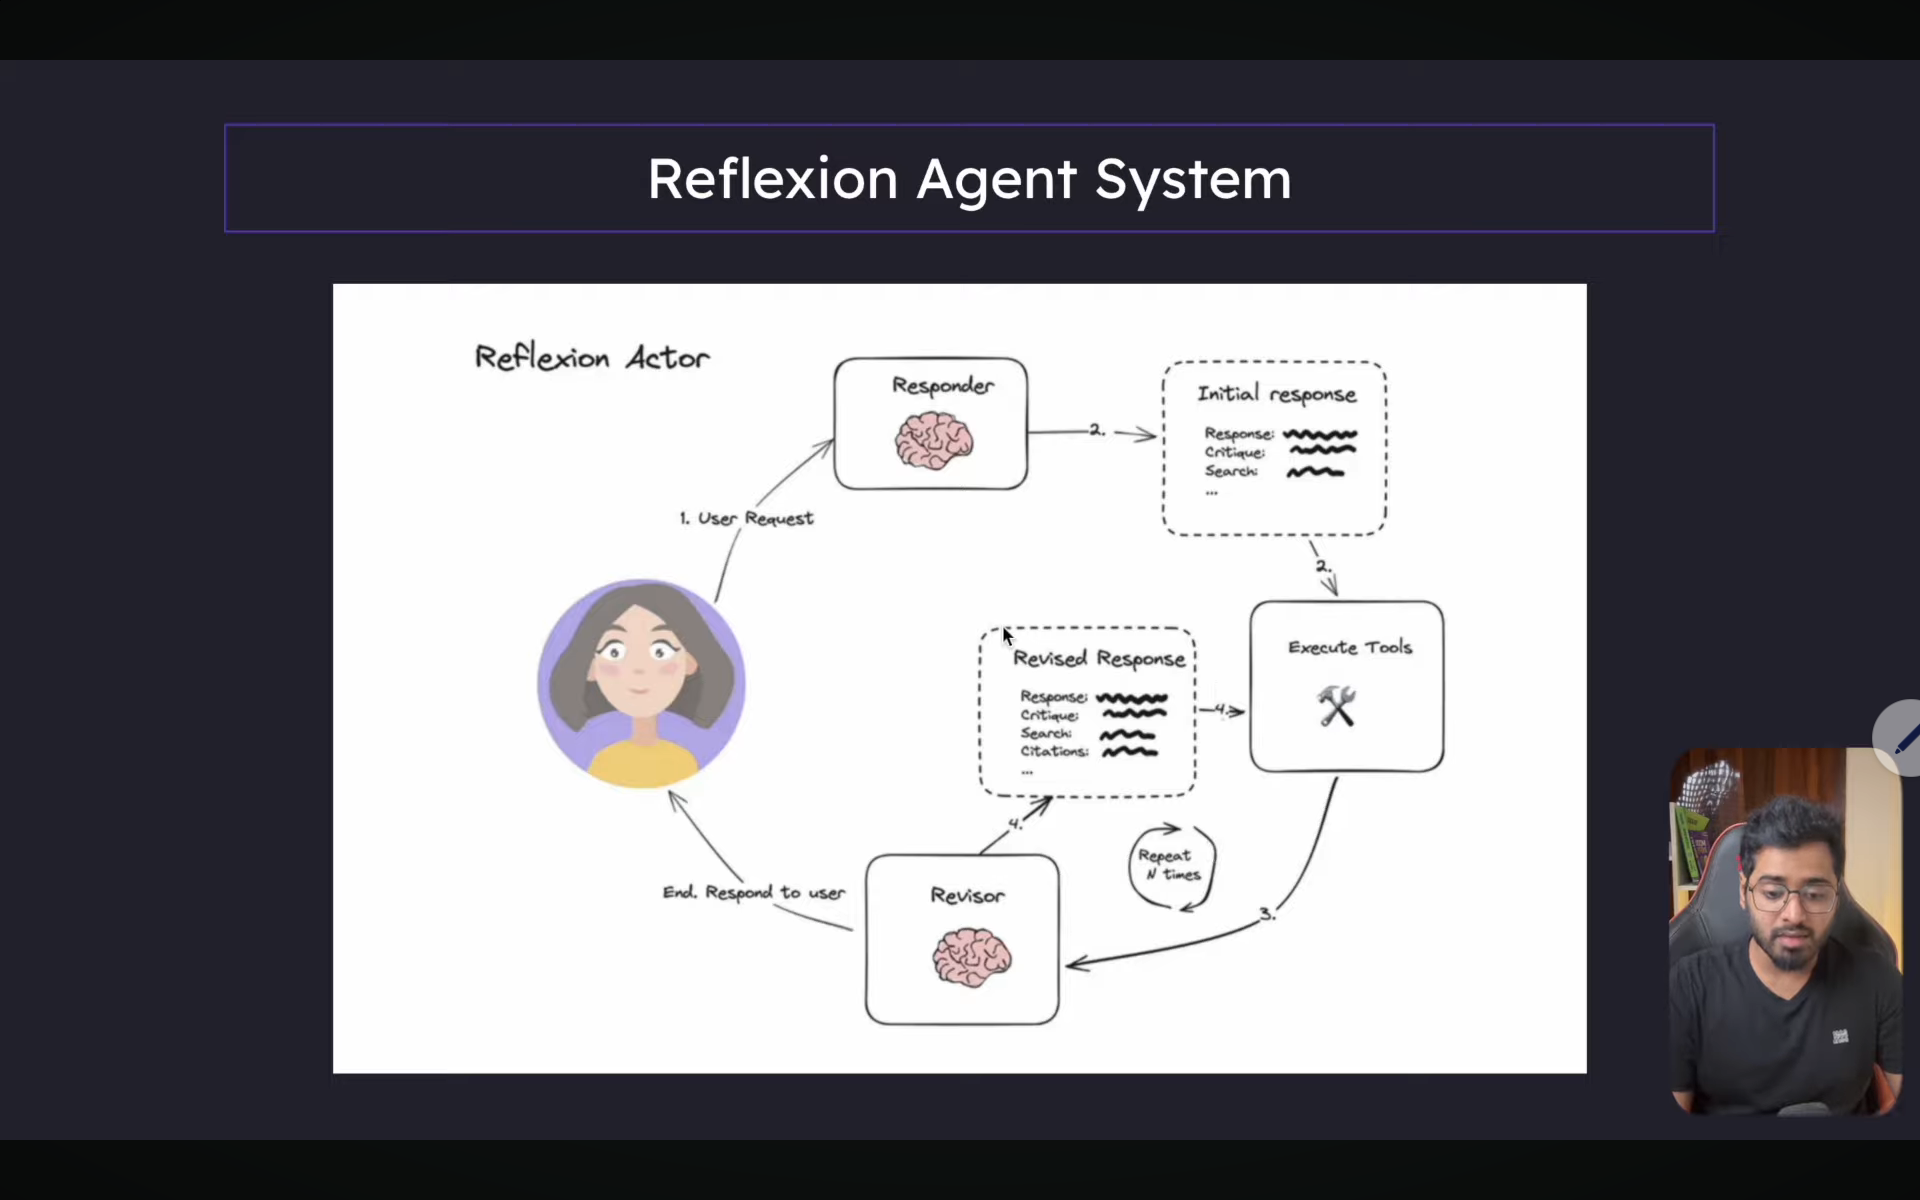 Reflexion Agent System
Reflexion Actor
Responder
2.
Initial response
Response:
Critique:
Search:
...
1. User Request
2.
Execute Tools
Revised Response
Response:
Critique:
Search:
Citations:
...
4.
4.
Repeat
N times
3.
Revisor
End. Respond to user